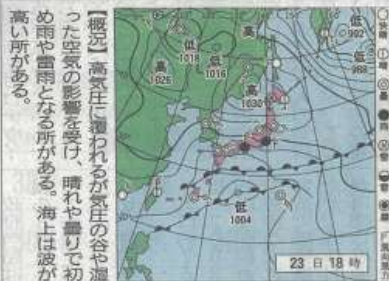 【概況】高気圧に覆われるが気圧の谷や湿
った空気の影響を受け、晴れや曇りで初
め雨や雷雨となる所がある。海上は波が
高い所がある。
高
1026
低
1018
低
1016
高
高
1030
低
992
低
988
低
1004
23日18時